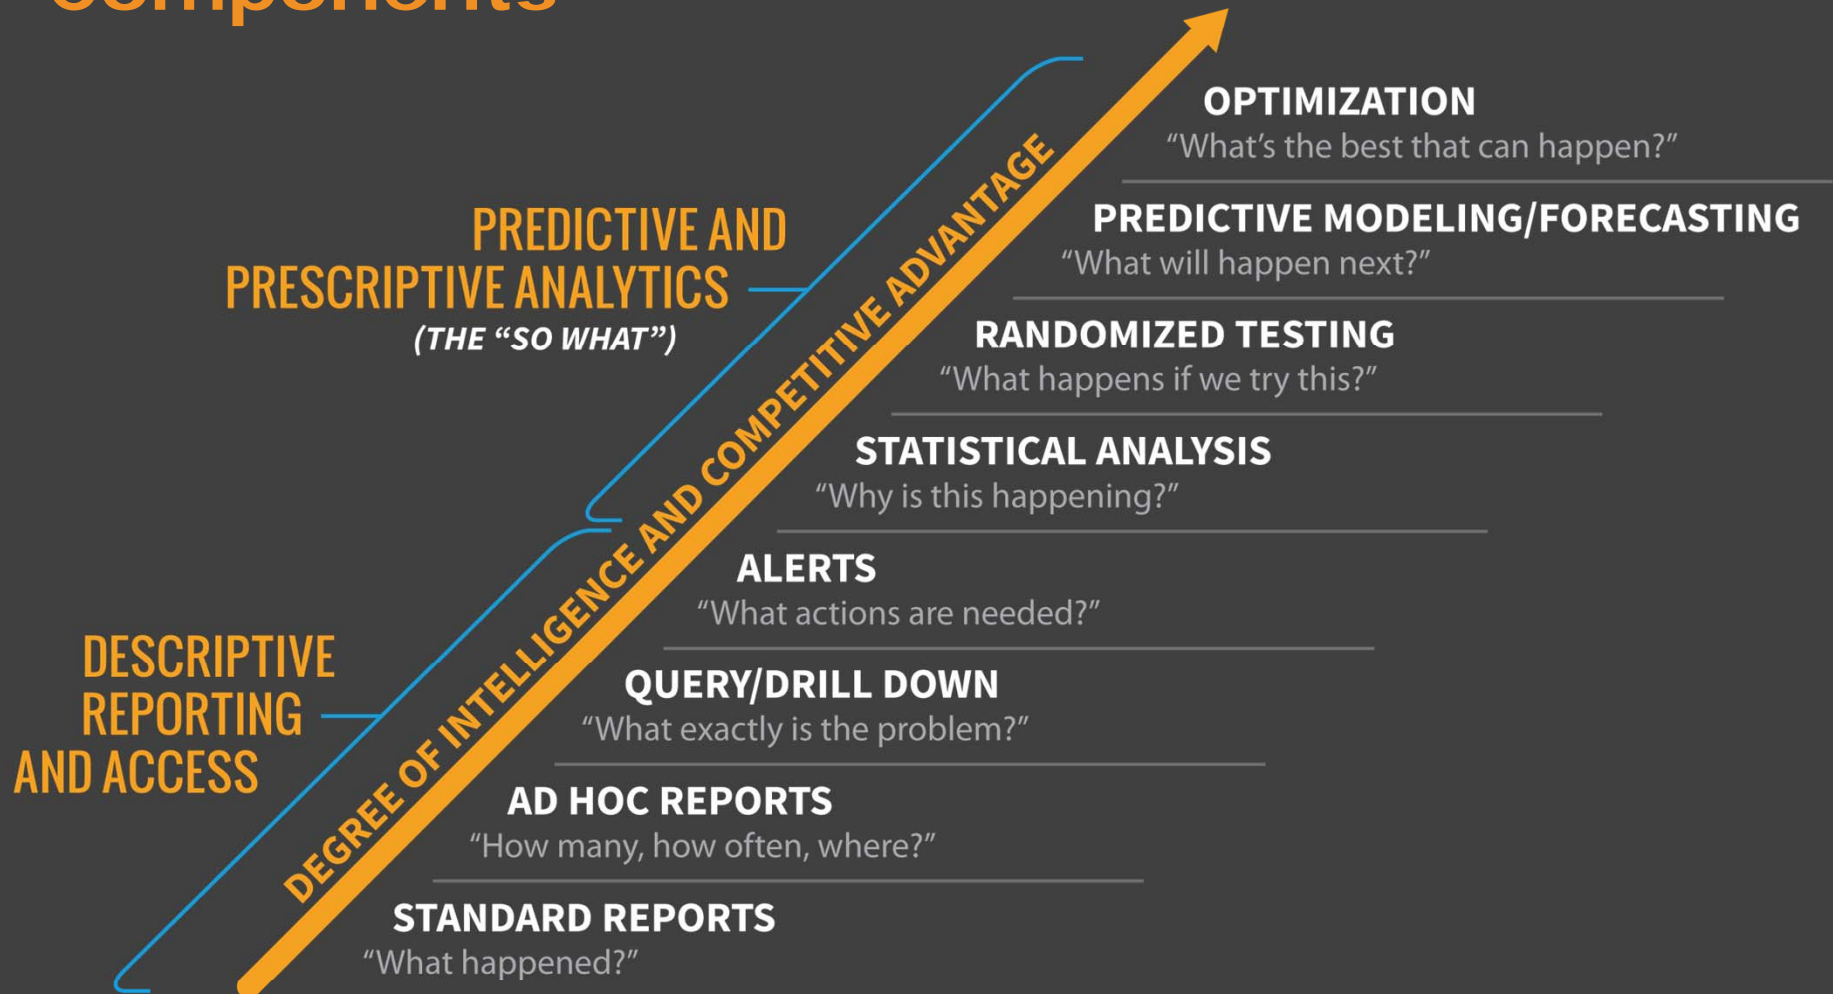 components
OPTIMIZATION
“What’s the best that can happen?”
PREDICTIVE MODELING/FORECASTING
“What will happen next?”
RANDOMIZED TESTING
“What happens if we try this?”
STATISTICAL ANALYSIS
“Why is this happening?”
ALERTS
“What actions are needed?”
QUERY/DRILL DOWN
“What exactly is the problem?”
AD HOC REPORTS
“How many, how often, where?”
STANDARD REPORTS
“What happened?”
DEGREE OF INTELLIGENCE AND COMPETITIVE ADVANTAGE
PREDICTIVE AND
PRESCRIPTIVE ANALYTICS
(THE “SO WHAT”)
DESCRIPTIVE
REPORTING
AND ACCESS